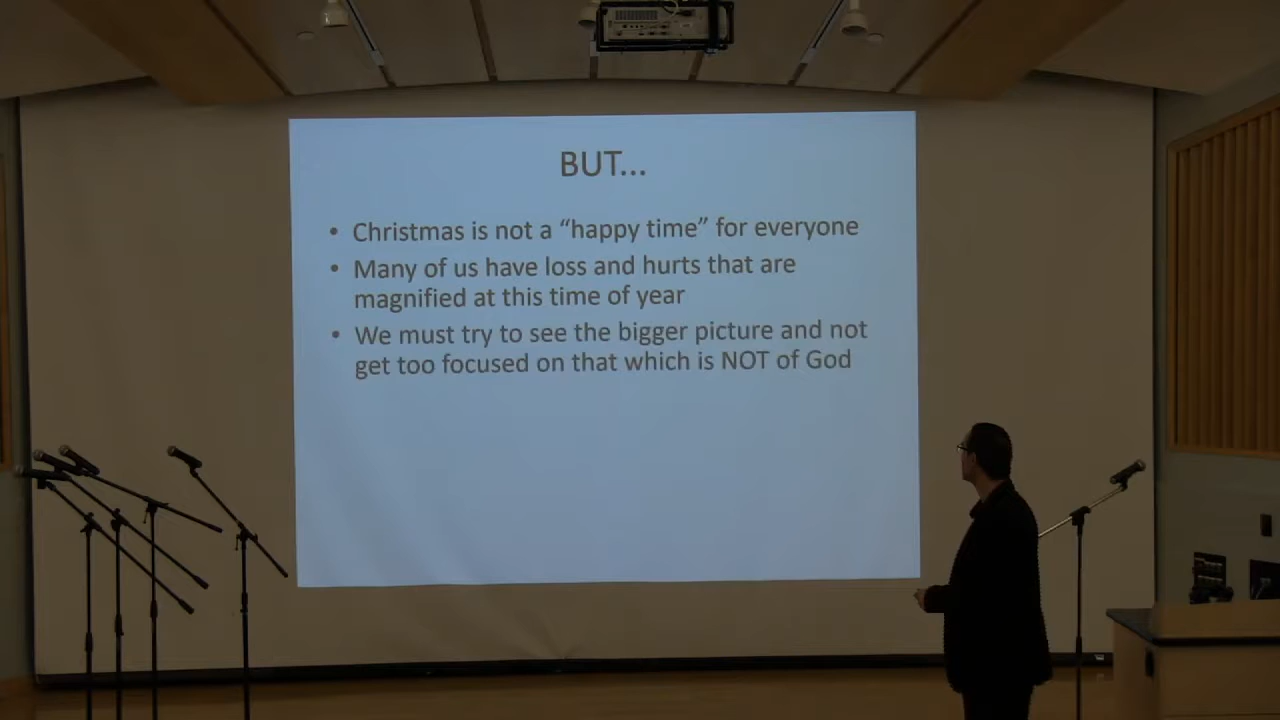 BUT...
• Christmas is not a “happy time” for everyone
• Many of us have loss and hurts that are
magnified at this time of year
• We must try to see the bigger picture and not
get too focused on that which is NOT of God